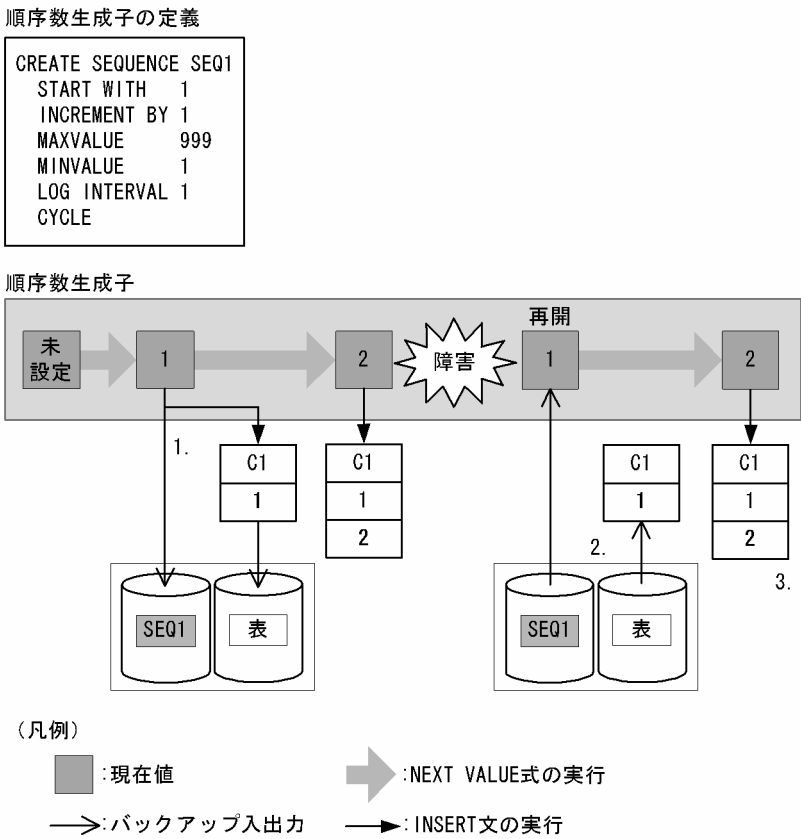 順序数生成子の定義
CREATE SEQUENCE SEQ1
START WITH 1
INCREMENT BY 1
MAXVALUE 999
MINVALUE 1
LOG INTERVAL 1
CYCLE
順序数生成子
再開
未
設定
1
2
障害
1
2
1.
C1
1
C1
1
2
C1
1
C1
1
2
2.
3.
SEQ1
表
SEQ1
表
（凡例）
:現在値
:NEXT VALUE式の実行
:バックアップ入出力
:INSERT文の実行